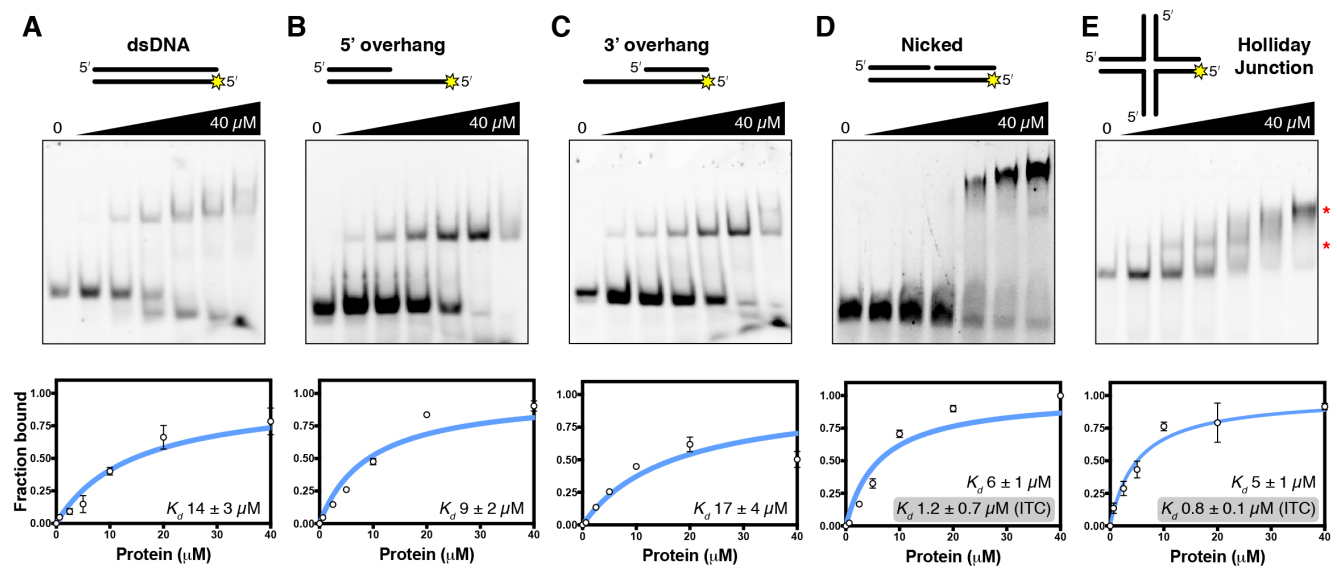 A
dsDNA
5'
5'
0
40 µM
B
5' overhang
5'
5'
0
40 µM
C
3' overhang
5'
5'
0
40 µM
D
Nicked
5'
5'
0
40 µM
E
Holliday
Junction
5'
5'
5'
5'
0
40 µM
*
*
Fraction bound
1.00
0.75
0.50
0.25
0.00
0
10
20
30
40
Kd 14 ± 3 µM
Protein (µM)
1.00
0.75
0.50
0.25
0.00
0
10
20
30
40
Kd 9 ± 2 µM
Protein (µM)
1.00
0.75
0.50
0.25
0.00
0
10
20
30
40
Kd 17 ± 4 µM
Protein (µM)
1.00
0.75
0.50
0.25
0.00
0
10
20
30
40
Kd 6 ± 1 µM
Kd 1.2 ± 0.7 µM (ITC)
Protein (µM)
1.00
0.75
0.50
0.25
0.00
0
10
20
30
40
Kd 5 ± 1 µM
Kd 0.8 ± 0.1 µM (ITC)
Protein (µM)